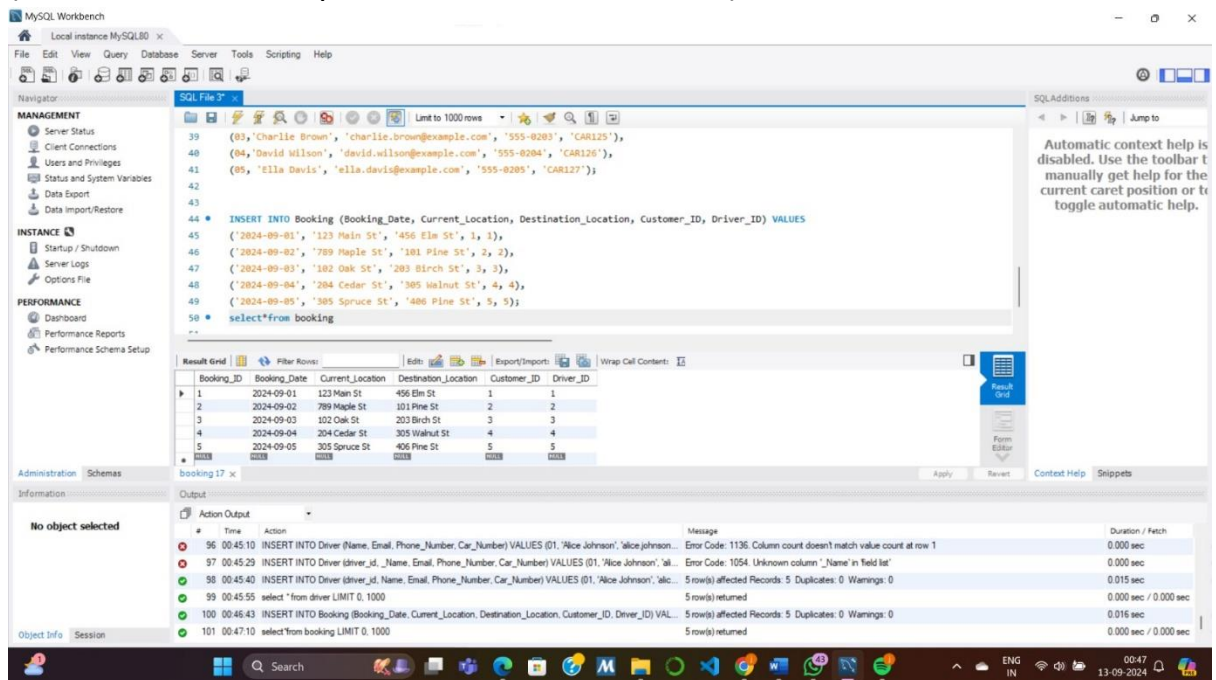 MySQL Workbench
Local instance MySQL80 ×
File Edit View Query Database Server Tools Scripting Help
Navigator
SQL File 3* ×
SQLAdditions
MANAGEMENT
Server Status
Client Connections
Users and Privileges
Status and System Variables
Data Export
Data Import/Restore
INSTANCE
Startup / Shutdown
Server Logs
Options File
PERFORMANCE
Dashboard
Performance Reports
Performance Schema Setup
Administration Schemas
Limit to 1000 rows
39 (03,'Charlie Brown', 'charlie.brown@example.com', '555-0203', 'CAR125'),
40 (04,'David Wilson', 'david.wilson@example.com', '555-0204', 'CAR126'),
41 (05, 'Ella Davis', 'ella.davis@example.com', '555-0205', 'CAR127');
42
43
44 INSERT INTO Booking (Booking_Date, Current_Location, Destination_Location, Customer_ID, Driver_ID) VALUES
45 ('2024-09-01', '123 Main St', '456 Elm St', 1, 1),
46 ('2024-09-02', '789 Maple St', '101 Pine St', 2, 2),
47 ('2024-09-03', '102 Oak St', '203 Birch St', 3, 3),
48 ('2024-09-04', '204 Cedar St', '305 Walnut St', 4, 4),
49 ('2024-09-05', '305 Spruce St', '406 Pine St', 5, 5);
50 select*from booking
Jump to
Automatic context help is
disabled. Use the toolbar t
manually get help for the
current caret position or to
toggle automatic help.
Result Grid Filter Rows: Edit: Export/Import: Wrap Cell Content:
Booking_ID Booking_Date Current_Location Destination_Location Customer_ID Driver_ID
1 2024-09-01 123 Main St 456 Elm St 1 1
2 2024-09-02 789 Maple St 101 Pine St 2 2
3 2024-09-03 102 Oak St 203 Birch St 3 3
4 2024-09-04 204 Cedar St 305 Walnut St 4 4
5 2024-09-05 305 Spruce St 406 Pine St 5 5
NULL NULL NULL NULL NULL NULL
Result
Grid
Form
Editor
booking 17 ×
Apply Revert
Context Help Snippets
Information
No object selected
Object Info Session
Output
Action Output
# Time Action Message Duration / Fetch
96 00:45:10 INSERT INTO Driver (Name, Email, Phone_Number, Car_Number) VALUES (01, 'Alice Johnson', 'alice.johnson... Error Code: 1136. Column count doesn't match value count at row 1 0.000 sec
97 00:45:29 INSERT INTO Driver (driver_id, _Name, Email, Phone_Number, Car_Number) VALUES (01, 'Alice Johnson', 'ali... Error Code: 1054. Unknown column '_Name' in 'field list' 0.000 sec
98 00:45:40 INSERT INTO Driver (driver_id, Name, Email, Phone_Number, Car_Number) VALUES (01, 'Alice Johnson', 'alic... 5 row(s) affected Records: 5 Duplicates: 0 Warnings: 0 0.015 sec
99 00:45:55 select * from driver LIMIT 0, 1000 5 row(s) returned 0.000 sec / 0.000 sec
100 00:46:43 INSERT INTO Booking (Booking_Date, Current_Location, Destination_Location, Customer_ID, Driver_ID) VAL... 5 row(s) affected Records: 5 Duplicates: 0 Warnings: 0 0.016 sec
101 00:47:10 select*from booking LIMIT 0, 1000 5 row(s) returned 0.000 sec / 0.000 sec
Search
43
ENG
IN
00:47
13-09-2024